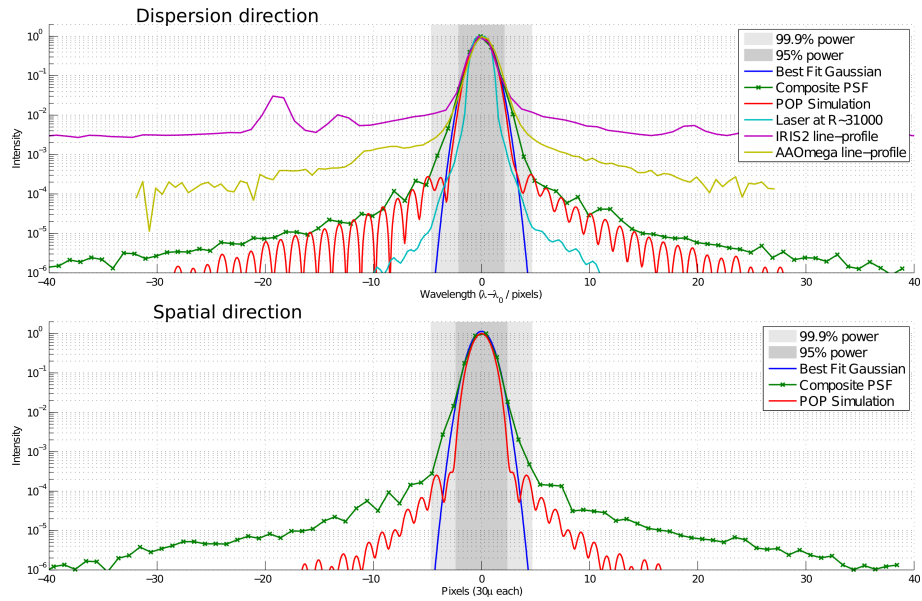 Dispersion direction
10⁰
10⁻¹
10⁻²
10⁻³
10⁻⁴
10⁻⁵
10⁻⁶
Intensity
99.9% power
95% power
Best Fit Gaussian
Composite PSF
POP Simulation
Laser at R~31000
IRIS2 line−profile
AAOmega line−profile
−40 −30 −20 −10 0 10 20 30 40
Wavelength (λ−λ₀ / pixels)
Spatial direction
10⁰
10⁻¹
10⁻²
10⁻³
10⁻⁴
10⁻⁵
10⁻⁶
Intensity
99.9% power
95% power
Best Fit Gaussian
Composite PSF
POP Simulation
−40 −30 −20 −10 0 10 20 30 40
Pixels (30μ each)